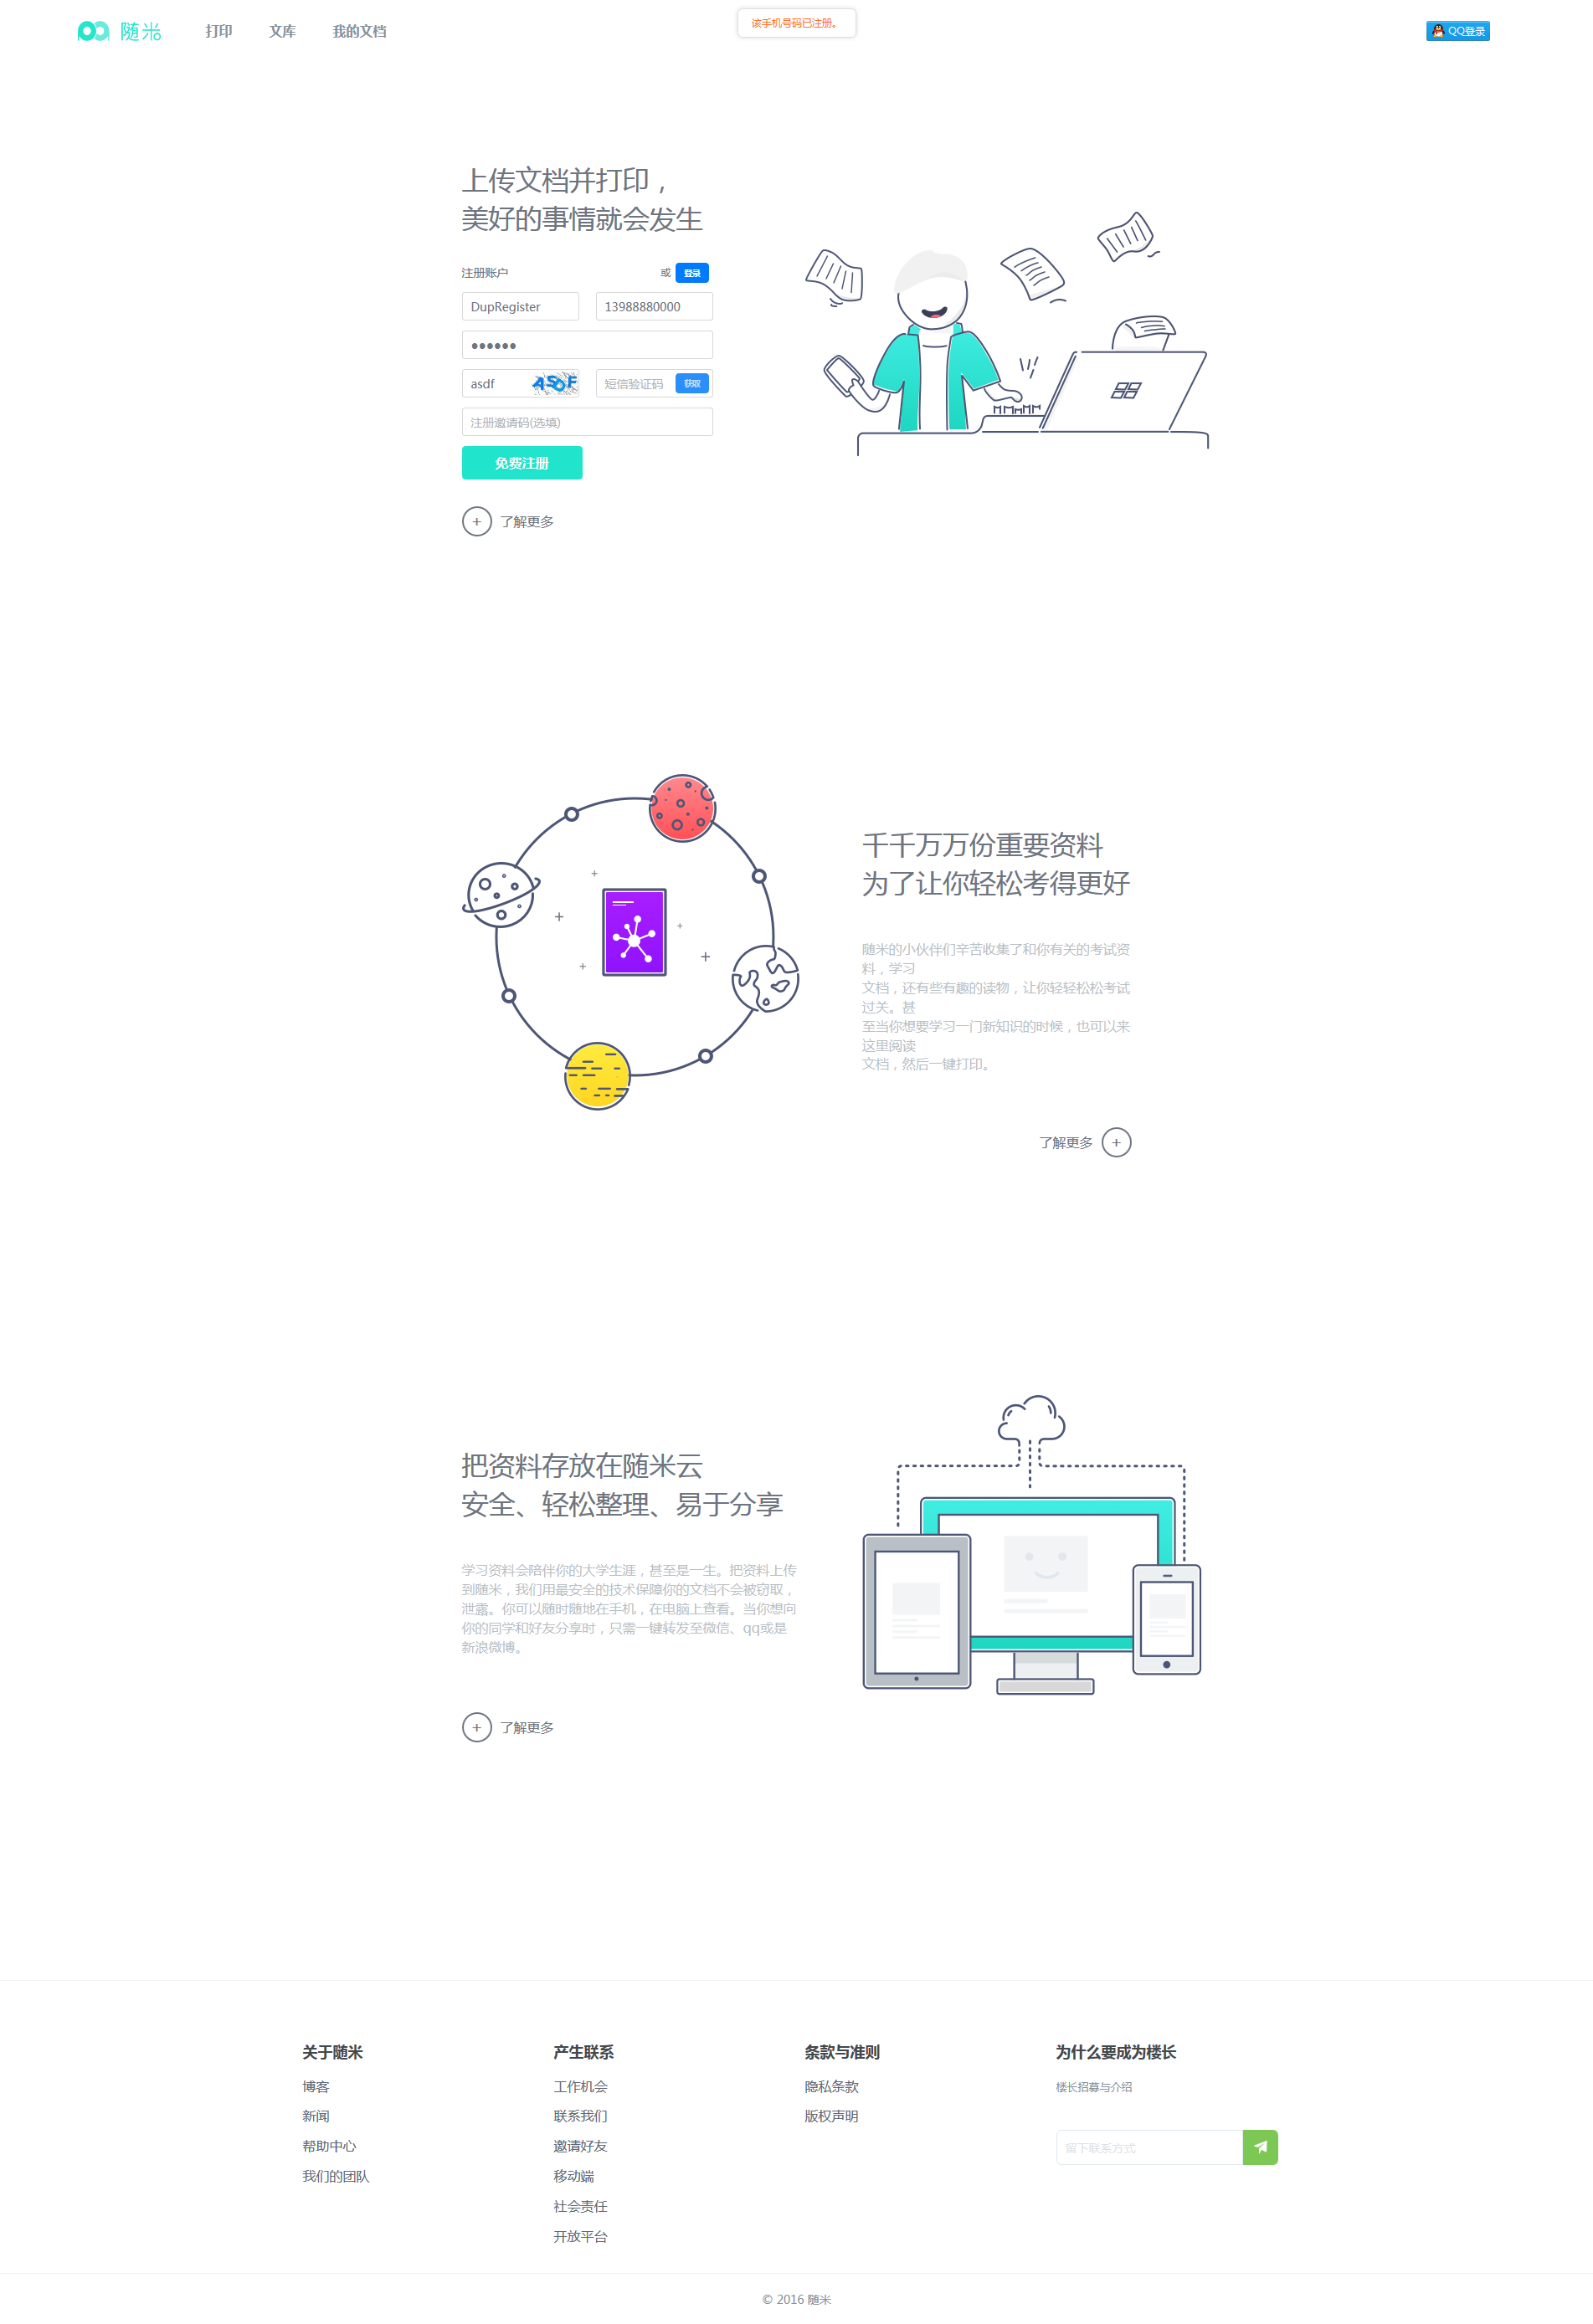 随米
打印
文库
我的文档
该手机号码已注册。
QQ登录
上传文档并打印，
美好的事情就会发生
注册账户
或 登录
DupRegister
13988880000
●●●●●●
asdf
ASDF
短信验证码
获取
注册邀请码(选填)
免费注册
+ 了解更多
千千万万份重要资料
为了让你轻松考得更好
随米的小伙伴们辛苦收集了和你有关的考试资
料，学习
文档，还有些有趣的读物，让你轻轻松松考试
过关。甚
至当你想要学习一门新知识的时候，也可以来
这里阅读
文档，然后一键打印。
了解更多 +
把资料存放在随米云
安全、轻松整理、易于分享
学习资料会陪伴你的大学生涯，甚至是一生。把资料上传
到随米，我们用最安全的技术保障你的文档不会被窃取，
泄露。你可以随时随地在手机，在电脑上查看。当你想向
你的同学和好友分享时，只需一键转发至微信、qq或是
新浪微博。
+ 了解更多
关于随米
博客
新闻
帮助中心
我们的团队
产生联系
工作机会
联系我们
邀请好友
移动端
社会责任
开放平台
条款与准则
隐私条款
版权声明
为什么要成为楼长
楼长招募与介绍
留下联系方式
© 2016 随米